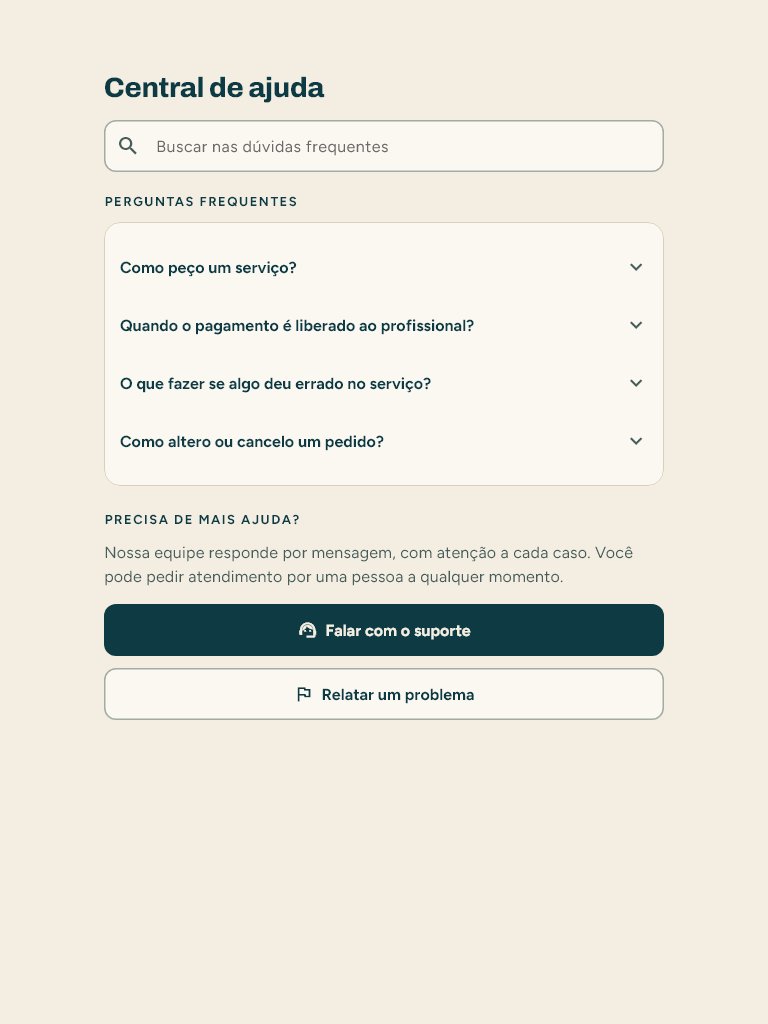 Central de ajuda
Buscar nas dúvidas frequentes
PERGUNTAS FREQUENTES
Como peço um serviço?
Quando o pagamento é liberado ao profissional?
O que fazer se algo deu errado no serviço?
Como altero ou cancelo um pedido?
PRECISA DE MAIS AJUDA?
Nossa equipe responde por mensagem, com atenção a cada caso. Você
pode pedir atendimento por uma pessoa a qualquer momento.
Falar com o suporte
Relatar um problema